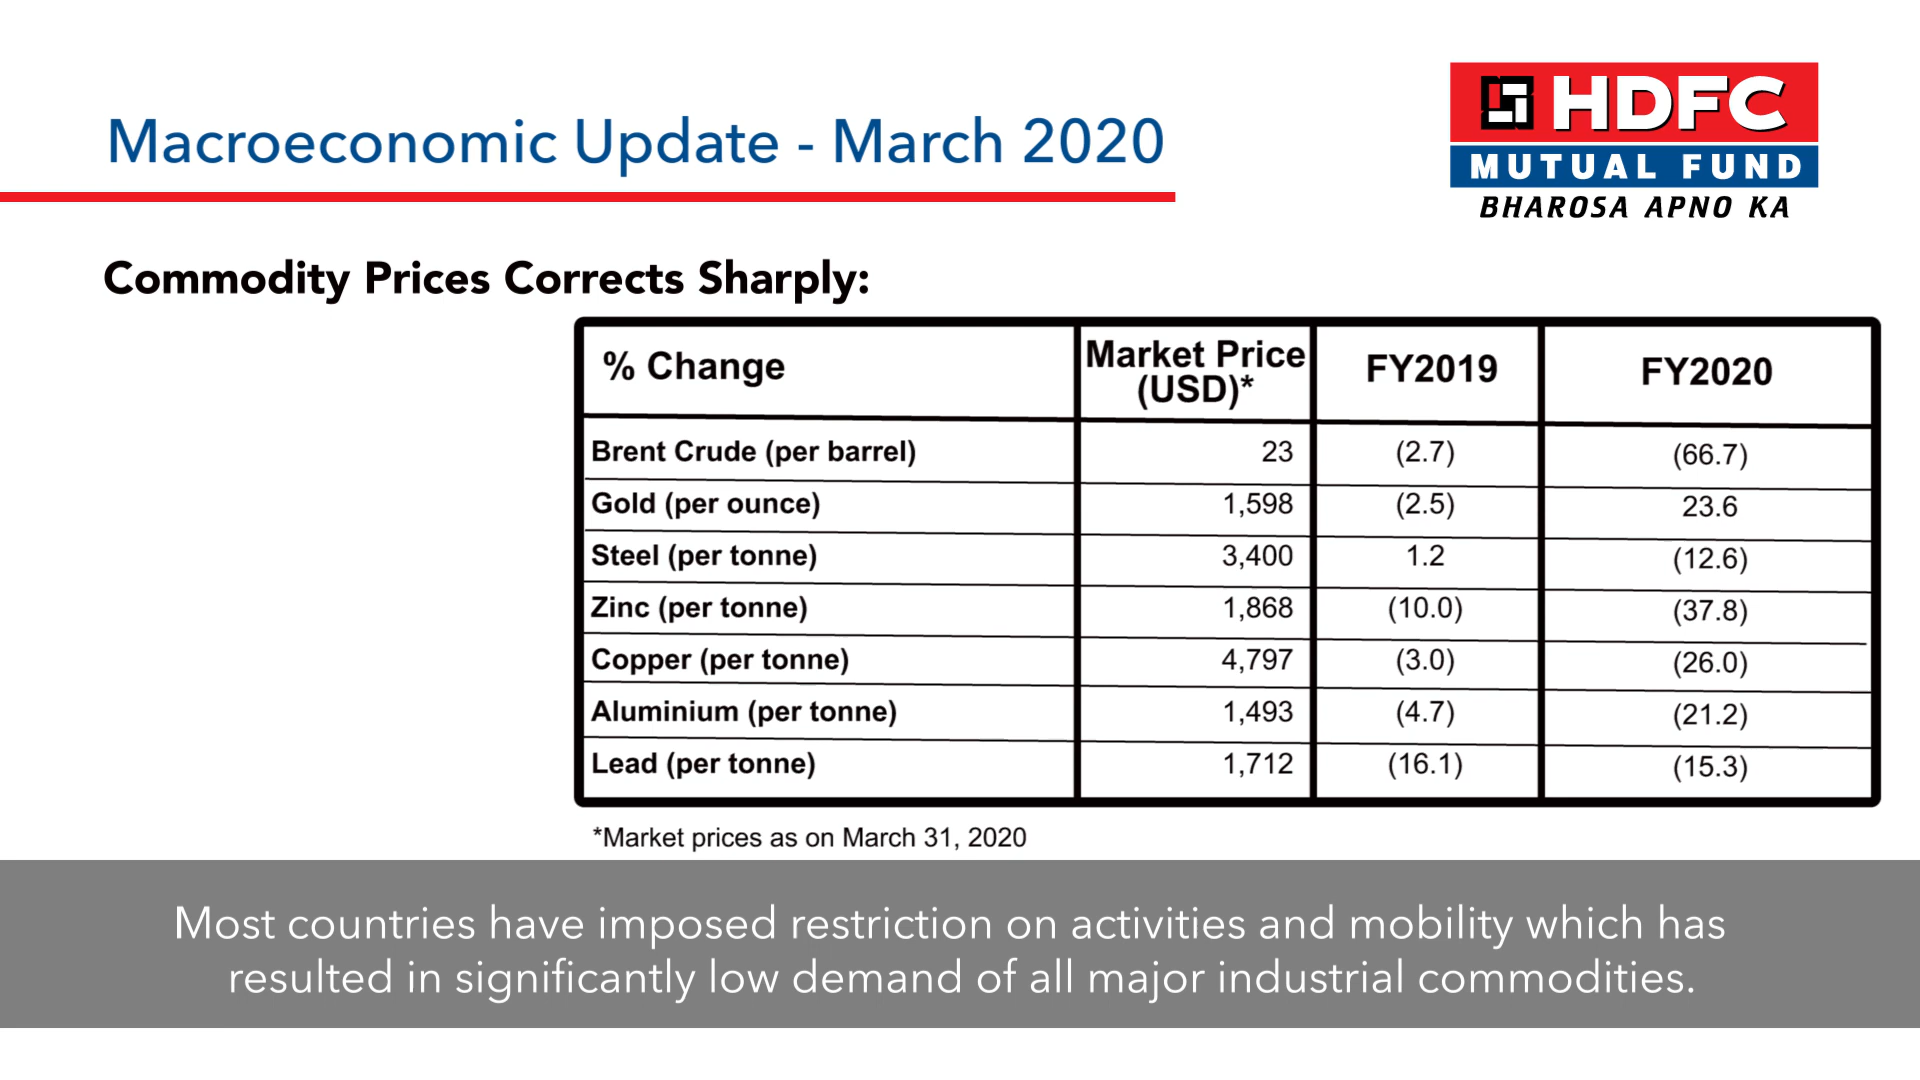 Macroeconomic Update - March 2020
HDFC
MUTUAL FUND
BHAROSA APNO KA
Commodity Prices Corrects Sharply:
% Change Market Price (USD)* FY2019 FY2020
Brent Crude (per barrel) 23 (2.7) (66.7)
Gold (per ounce) 1,598 (2.5) 23.6
Steel (per tonne) 3,400 1.2 (12.6)
Zinc (per tonne) 1,868 (10.0) (37.8)
Copper (per tonne) 4,797 (3.0) (26.0)
Aluminium (per tonne) 1,493 (4.7) (21.2)
Lead (per tonne) 1,712 (16.1) (15.3)
*Market prices as on March 31, 2020
Most countries have imposed restriction on activities and mobility which has
resulted in significantly low demand of all major industrial commodities.